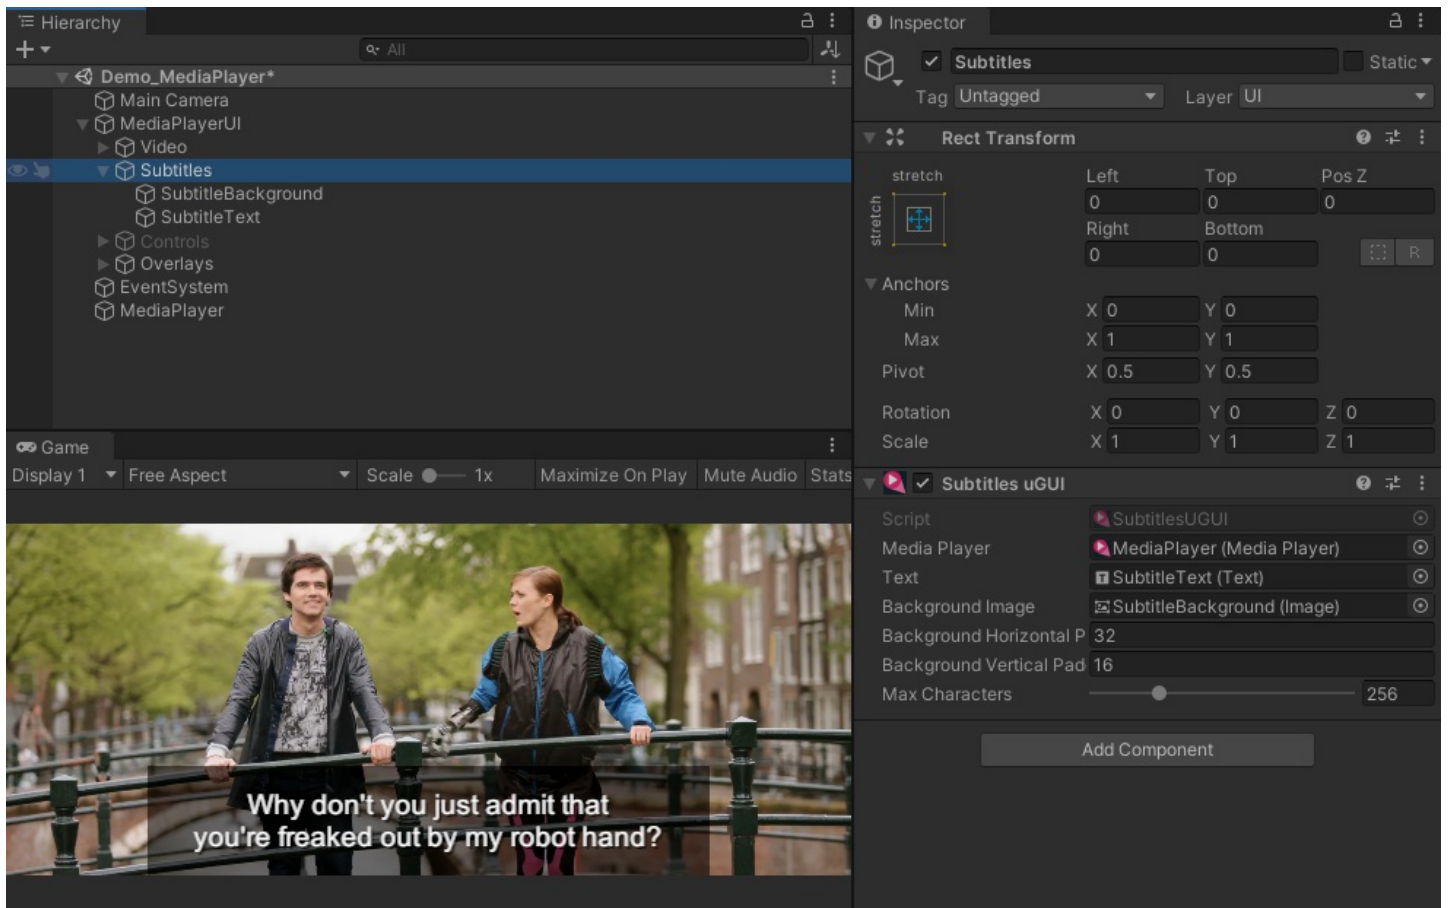 Hierarchy
All
Demo_MediaPlayer*
Main Camera
MediaPlayerUI
Video
Subtitles
SubtitleBackground
SubtitleText
Controls
Overlays
EventSystem
MediaPlayer
Game
Display 1 Free Aspect Scale 1x Maximize On Play Mute Audio Stats
Why don't you just admit that
you're freaked out by my robot hand?
Inspector
Subtitles Static
Tag Untagged Layer UI
Rect Transform
stretch
stretch
Left Top Pos Z
0 0 0
Right Bottom
0 0 R
Anchors
Min X 0 Y 0
Max X 1 Y 1
Pivot X 0.5 Y 0.5
Rotation X 0 Y 0 Z 0
Scale X 1 Y 1 Z 1
Subtitles uGUI
Script SubtitlesUGUI
Media Player MediaPlayer (Media Player)
Text SubtitleText (Text)
Background Image SubtitleBackground (Image)
Background Horizontal P 32
Background Vertical Pad 16
Max Characters 256
Add Component